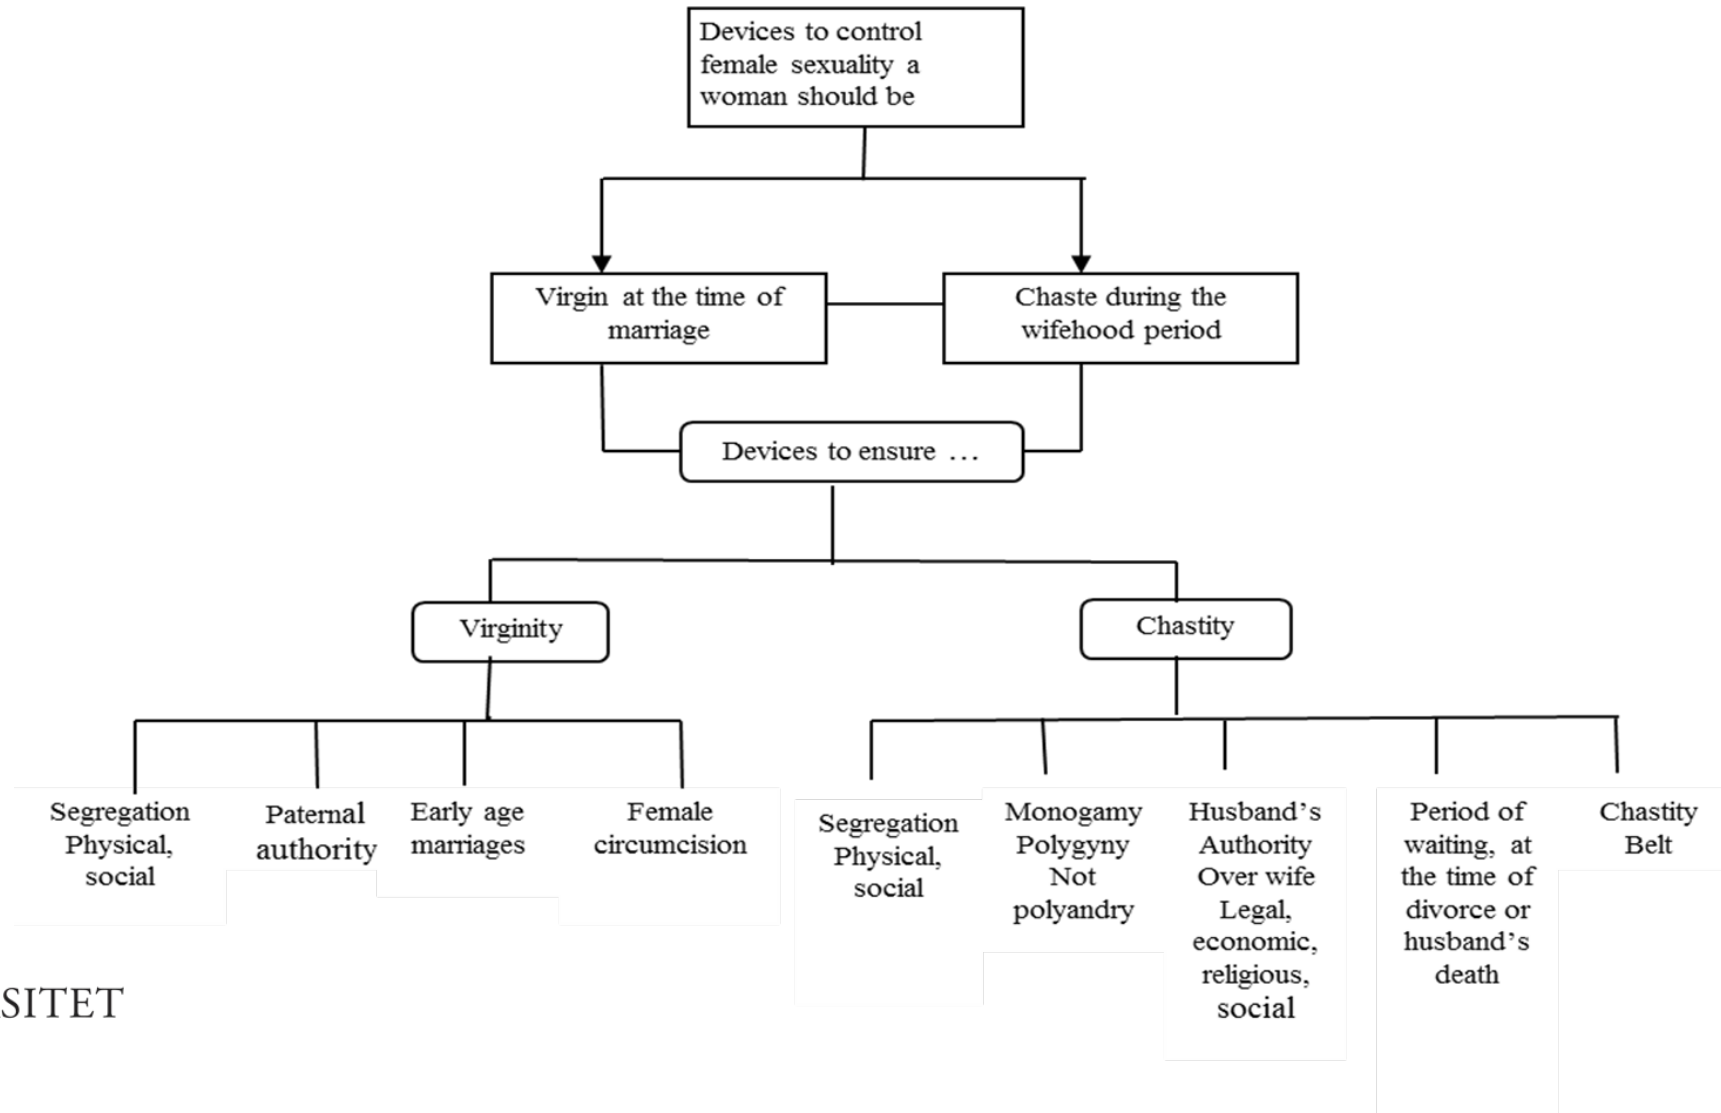 Devices to control
female sexuality a
woman should be
Virgin at the time of
marriage
Chaste during the
wifehood period
Devices to ensure …
Virginity
Chastity
Segregation
Physical,
social
Paternal
authority
Early age
marriages
Female
circumcision
Segregation
Physical,
social
Monogamy
Polygyny
Not
polyandry
Husband’s
Authority
Over wife
Legal,
economic,
religious,
social
Period of
waiting, at
the time of
divorce or
husband’s
death
Chastity
Belt
SITET